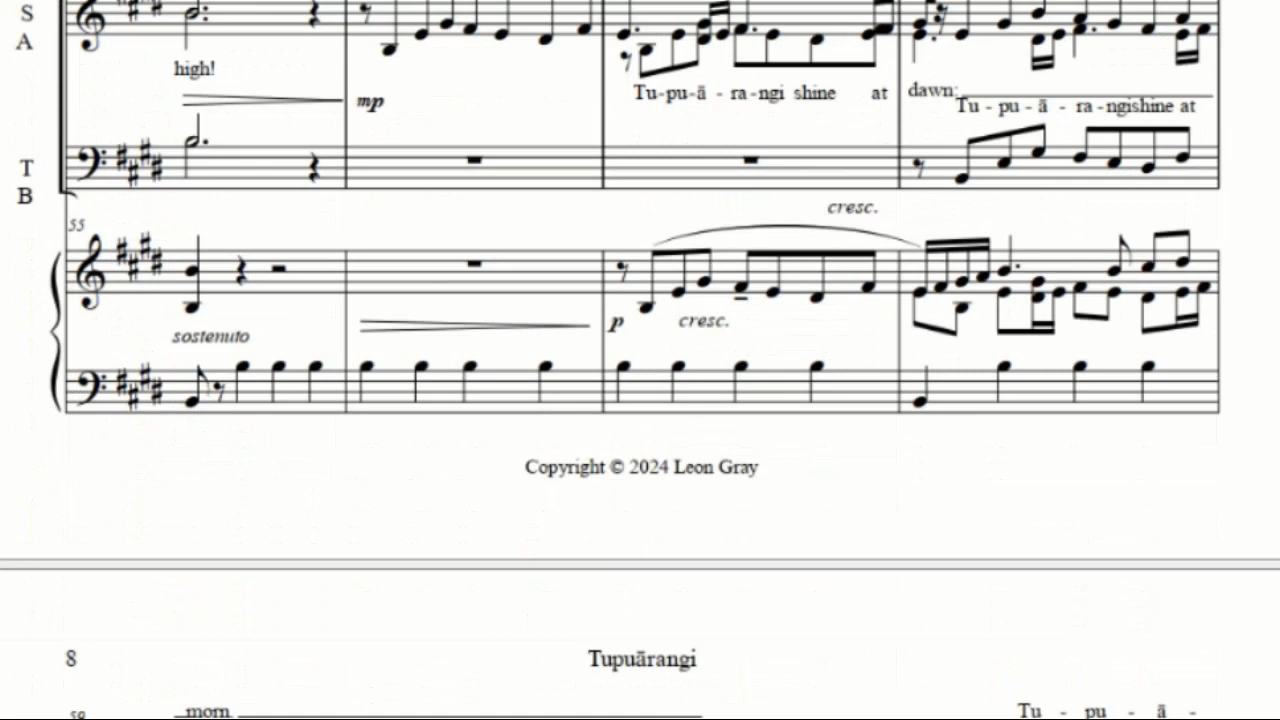 S
A
high!
mp
Tu-pu-ā - ra-ngi shine at dawn:
Tu - pu - ā - ra -ngishine at
T
B
cresc.
55
sostenuto
p cresc.
Copyright © 2024 Leon Gray
8 Tupuārangi
59 morn Tu - pu - ā -